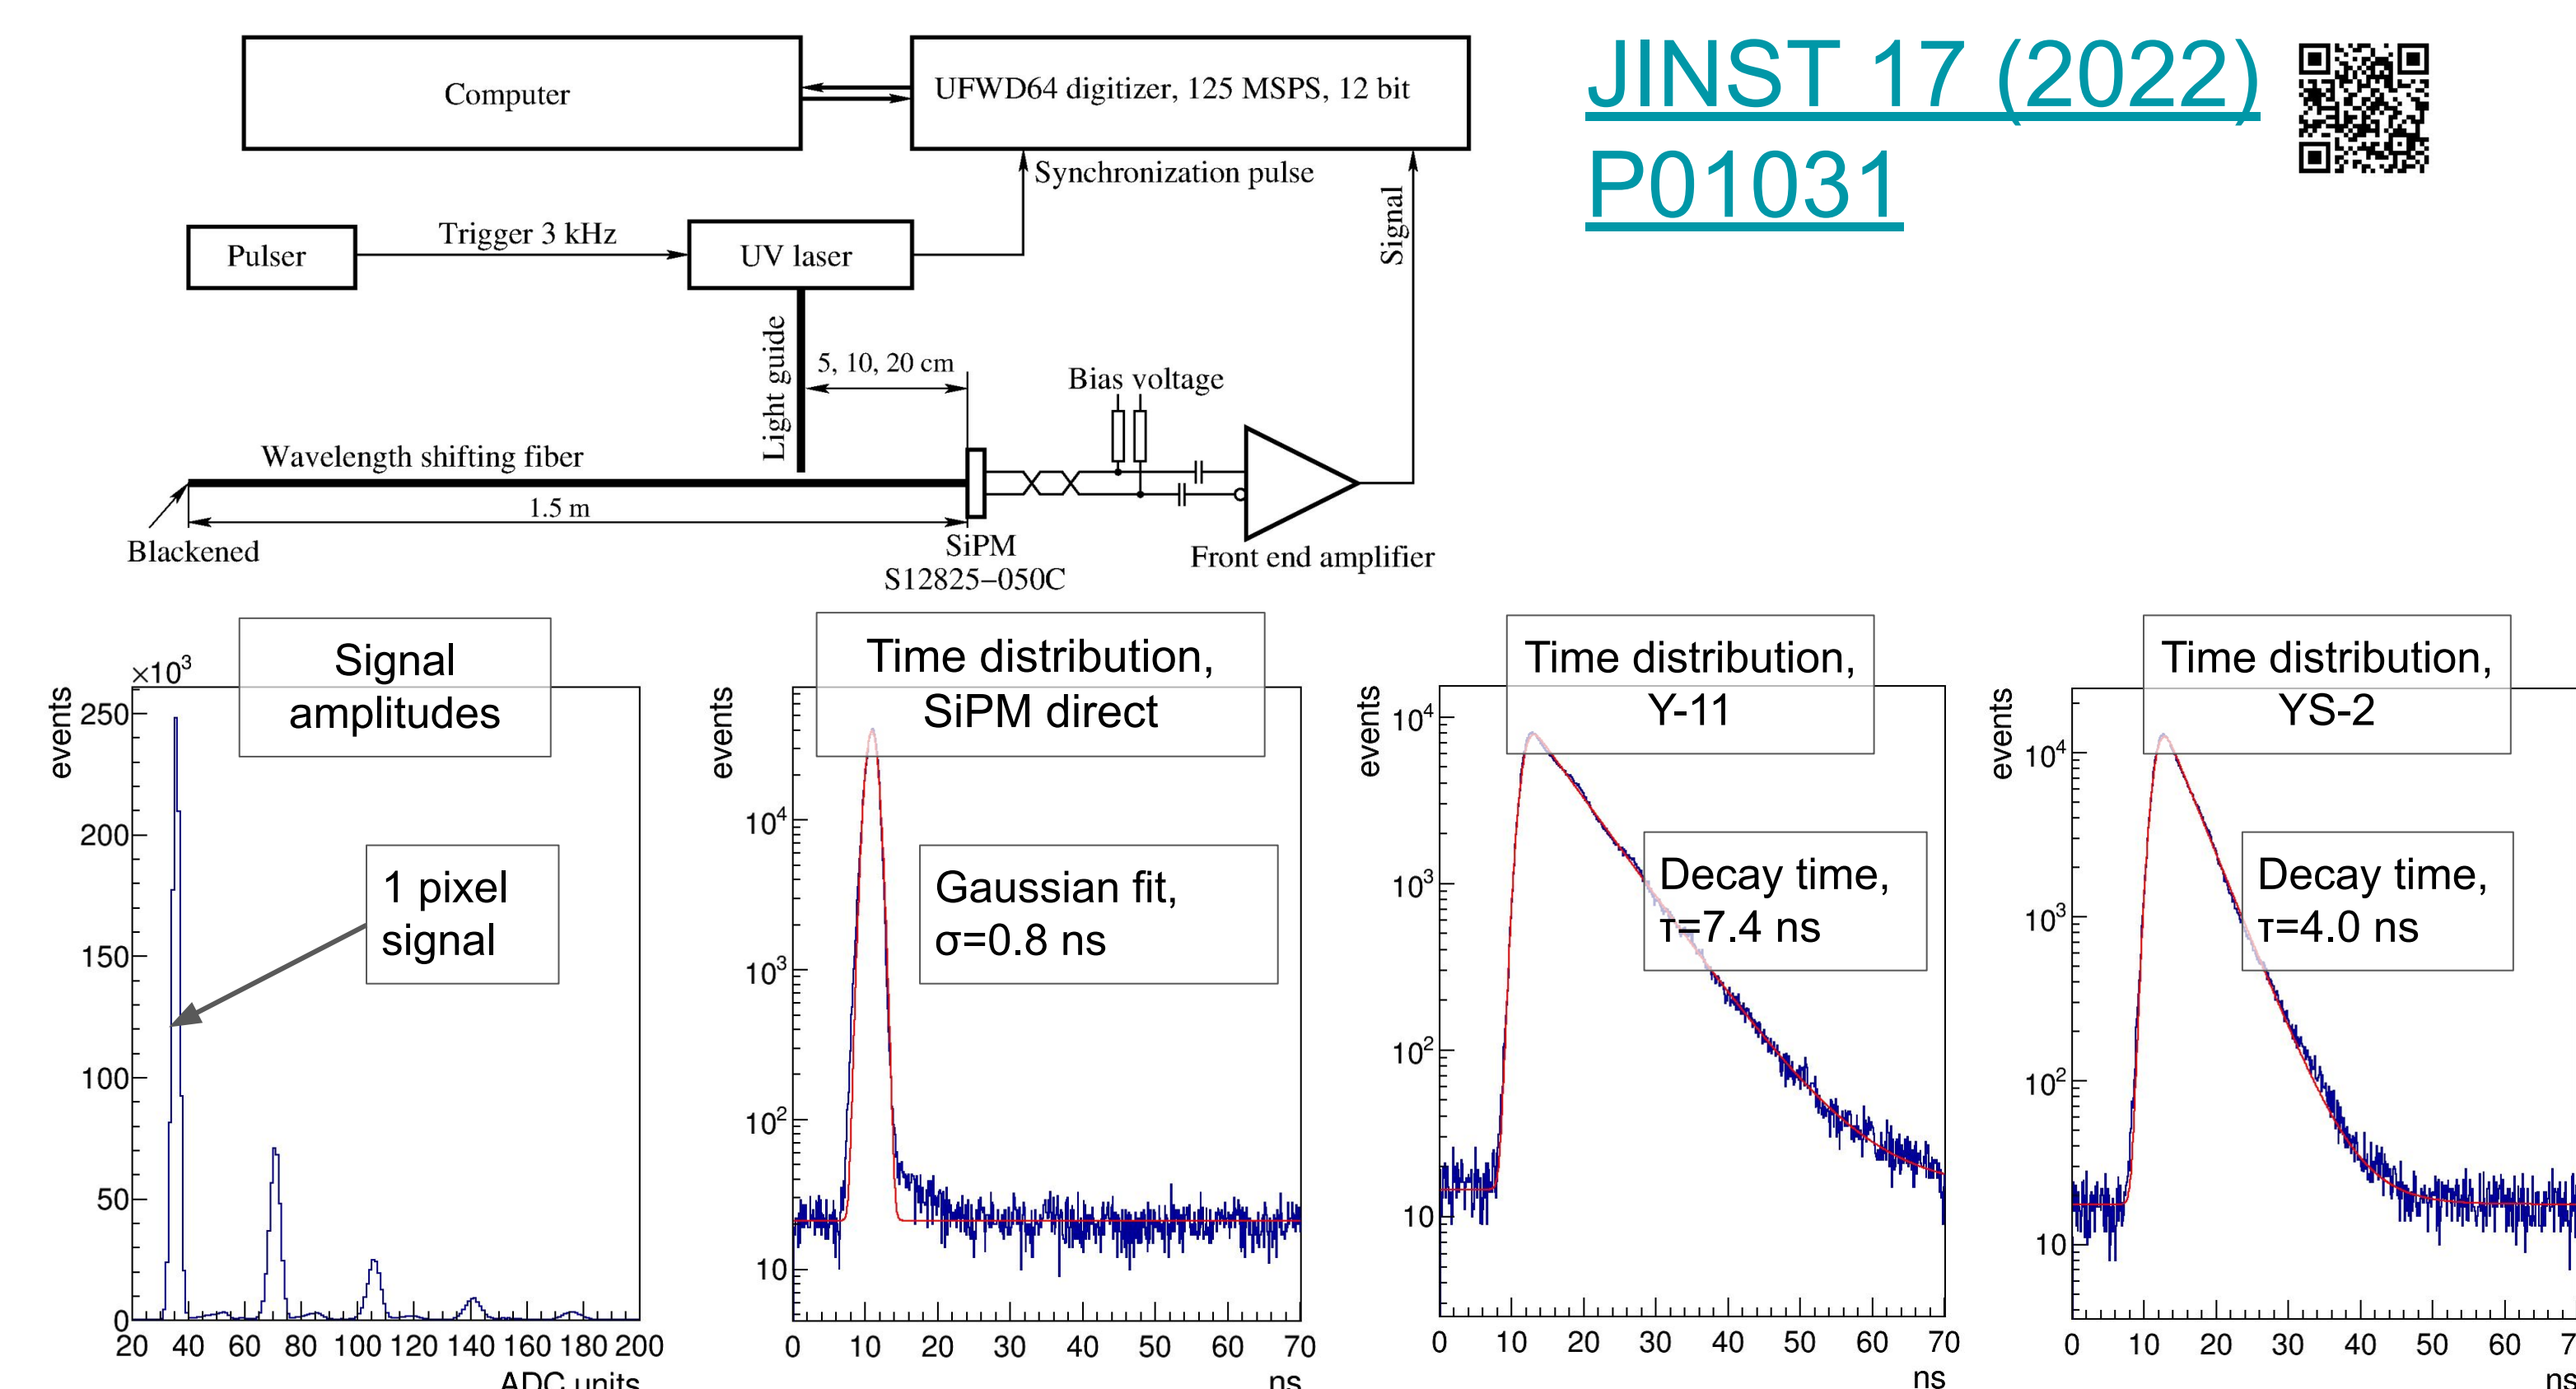 Computer
UFWD64 digitizer, 125 MSPS, 12 bit
JINST 17 (2022)
P01031
Synchronization pulse
Signal
Pulser
Trigger 3 kHz
UV laser
Light guide
5, 10, 20 cm
Bias voltage
Wavelength shifting fiber
1.5 m
Blackened
SiPM
S12825–050C
Front end amplifier
Signal
amplitudes
×10³
events
250
200
150
100
50
0
20 40 60 80 100 120 140 160 180 200
ADC units
1 pixel
signal
Time distribution,
SiPM direct
events
10⁴
10³
10²
10
0 10 20 30 40 50 60 70
ns
Gaussian fit,
σ=0.8 ns
Time distribution,
Y-11
events
10⁴
10³
10²
10
0 10 20 30 40 50 60 70
ns
Decay time,
τ=7.4 ns
Time distribution,
YS-2
events
10⁴
10³
10²
10
0 10 20 30 40 50 60 7
ns
Decay time,
τ=4.0 ns